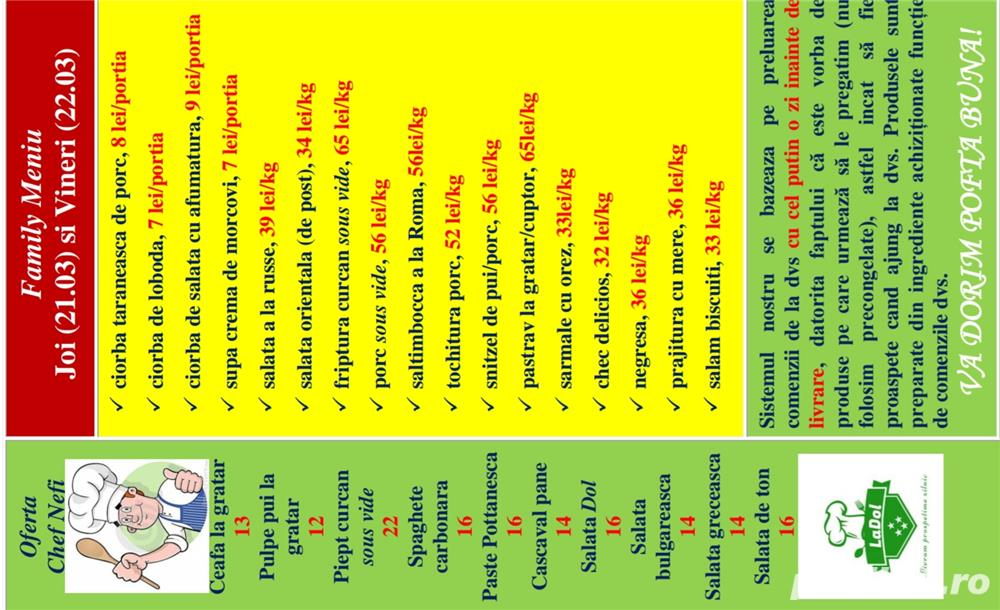 Oferta
Chef Nefi
Ceafa la gratar
13
Pulpe pui la
gratar
12
Piept curcan
sous vide
22
Spaghete
carbonara
16
Paste Pottanesca
16
Cascaval pane
14
Salata Dol
16
Salata
bulgareasca
14
Salata greceasca
14
Salata de ton
16
LaDol
Livram prospetime zilnic
Family Meniu
Joi (21.03) si Vineri (22.03)
✓ ciorba taraneasca de porc, 8 lei/portia
✓ ciorba de loboda, 7 lei/portia
✓ ciorba de salata cu afumatura, 9 lei/portia
✓ supa crema de morcovi, 7 lei/portia
✓ salata a la russe, 39 lei/kg
✓ salata orientala (de post), 34 lei/kg
✓ friptura curcan sous vide, 65 lei/kg
✓ porc sous vide, 56 lei/kg
✓ saltimbocca a la Roma, 56lei/kg
✓ tochitura porc, 52 lei/kg
✓ snitzel de pui/porc, 56 lei/kg
✓ pastrav la gratar/cuptor, 65lei/kg
✓ sarmale cu orez, 33lei/kg
✓ chec delicios, 32 lei/kg
✓ negresa, 36 lei/kg
✓ prajitura cu mere, 36 lei/kg
✓ salam biscuiti, 33 lei/kg
Sistemul nostru se bazeaza pe preluarea
comenzii de la dvs cu cel putin o zi inainte de
livrare, datorita faptului că este vorba de
produse pe care urmează să le pregatim (nu
folosim precongelate), astfel incat să fie
proaspete cand ajung la dvs. Produsele sunt
preparate din ingrediente achiziționate funcție
de comenzile dvs.
VA DORIM POFTA BUNA!